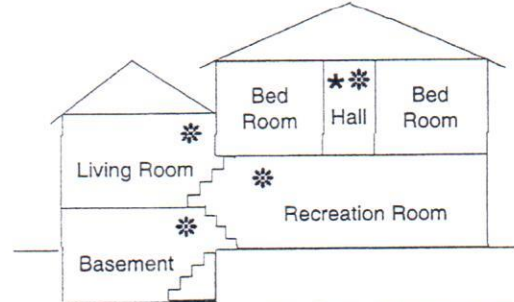 Bed
Room
Hall
Bed
Room
Living Room
Recreation Room
Basement